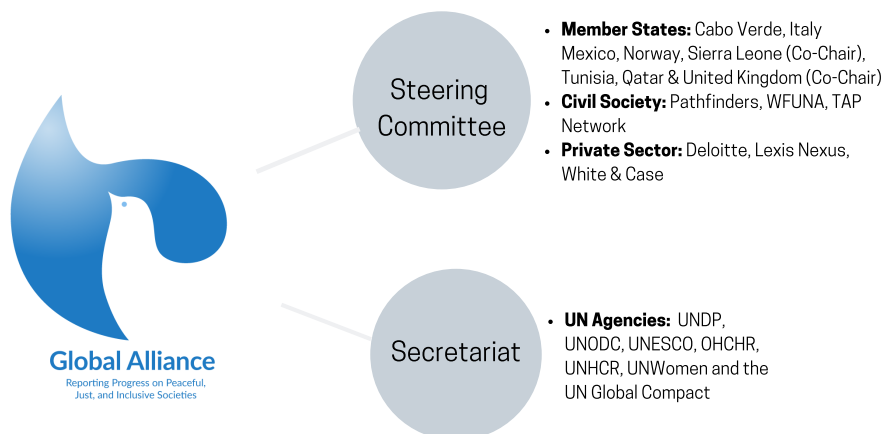 Steering
Committee
• Member States: Cabo Verde, Italy
Mexico, Norway, Sierra Leone (Co-Chair),
Tunisia, Qatar & United Kingdom (Co-Chair)
• Civil Society: Pathfinders, WFUNA, TAP
Network
• Private Sector: Deloitte, Lexis Nexus,
White & Case
Global Alliance
Reporting Progress on Peaceful,
Just, and Inclusive Societies
Secretariat
• UN Agencies: UNDP,
UNODC, UNESCO, OHCHR,
UNHCR, UNWomen and the
UN Global Compact